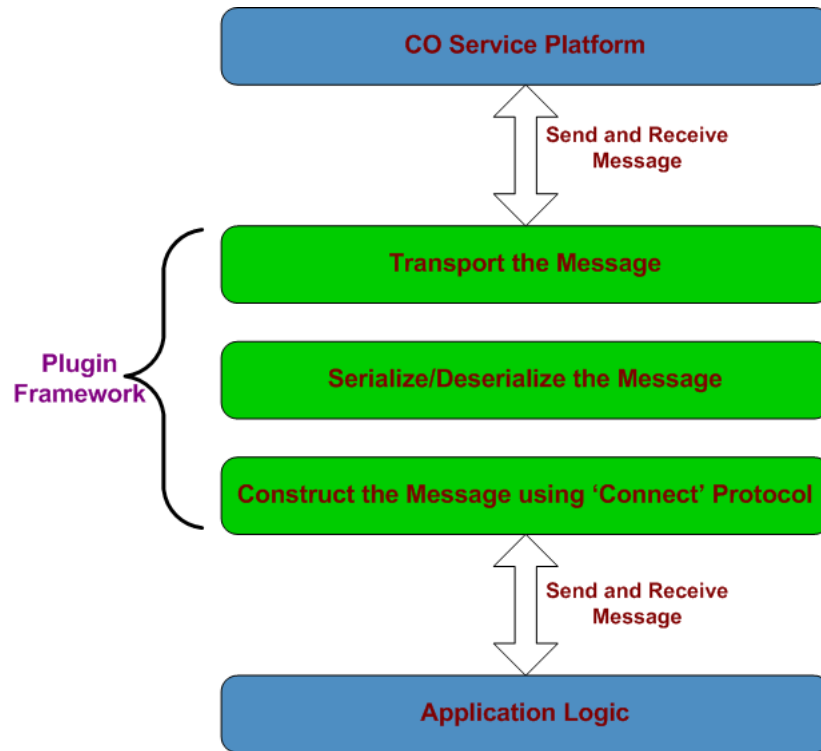 CO Service Platform
Send and Receive
Message
Transport the Message
Serialize/Deserialize the Message
Plugin
Framework
Construct the Message using ‘Connect’ Protocol
Send and Receive
Message
Application Logic